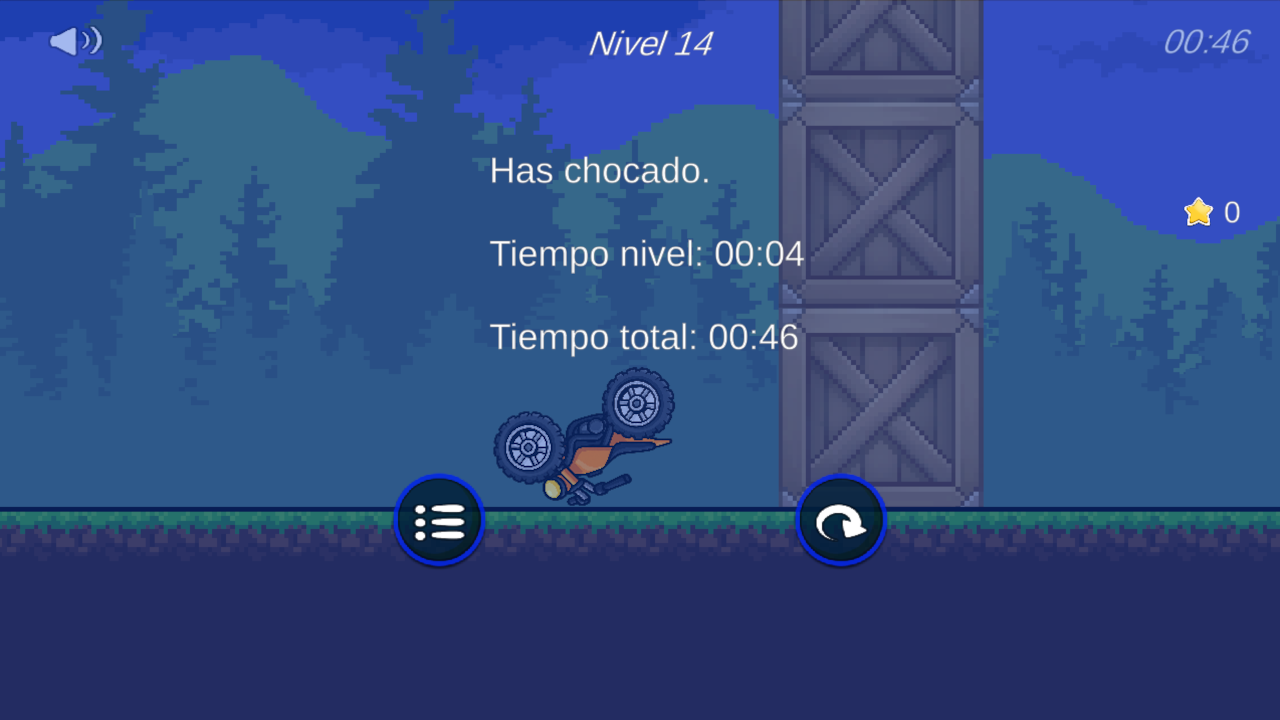 Nivel 14
00:46
Has chocado.
0
Tiempo nivel: 00:04
Tiempo total: 00:46